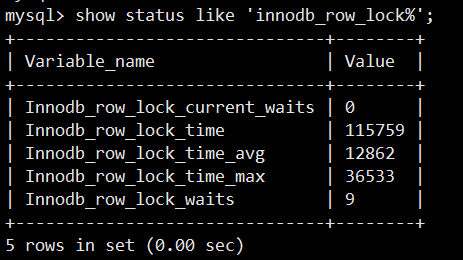 mysql> show status like 'innodb_row_lock%';
+-------------------------------+--------+
| Variable_name                 | Value  |
+-------------------------------+--------+
| Innodb_row_lock_current_waits | 0      |
| Innodb_row_lock_time          | 115759 |
| Innodb_row_lock_time_avg      | 12862  |
| Innodb_row_lock_time_max      | 36533  |
| Innodb_row_lock_waits         | 9      |
+-------------------------------+--------+
5 rows in set (0.00 sec)